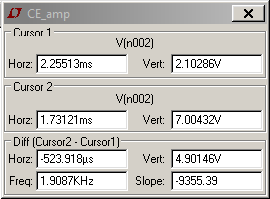 CE_amp
Cursor 1
V(n002)
Horz: 2.25513ms Vert: 2.10286V
Cursor 2
V(n002)
Horz: 1.73121ms Vert: 7.00432V
Diff (Cursor2 - Cursor1)
Horz: -523.918µs Vert: 4.90146V
Freq: 1.9087KHz Slope: -9355.39